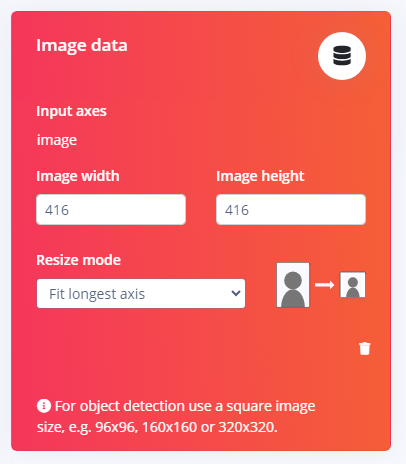 Image data
Input axes
image
Image width
Image height
416
416
Resize mode
Fit longest axis
For object detection use a square image
size, e.g. 96x96, 160x160 or 320x320.